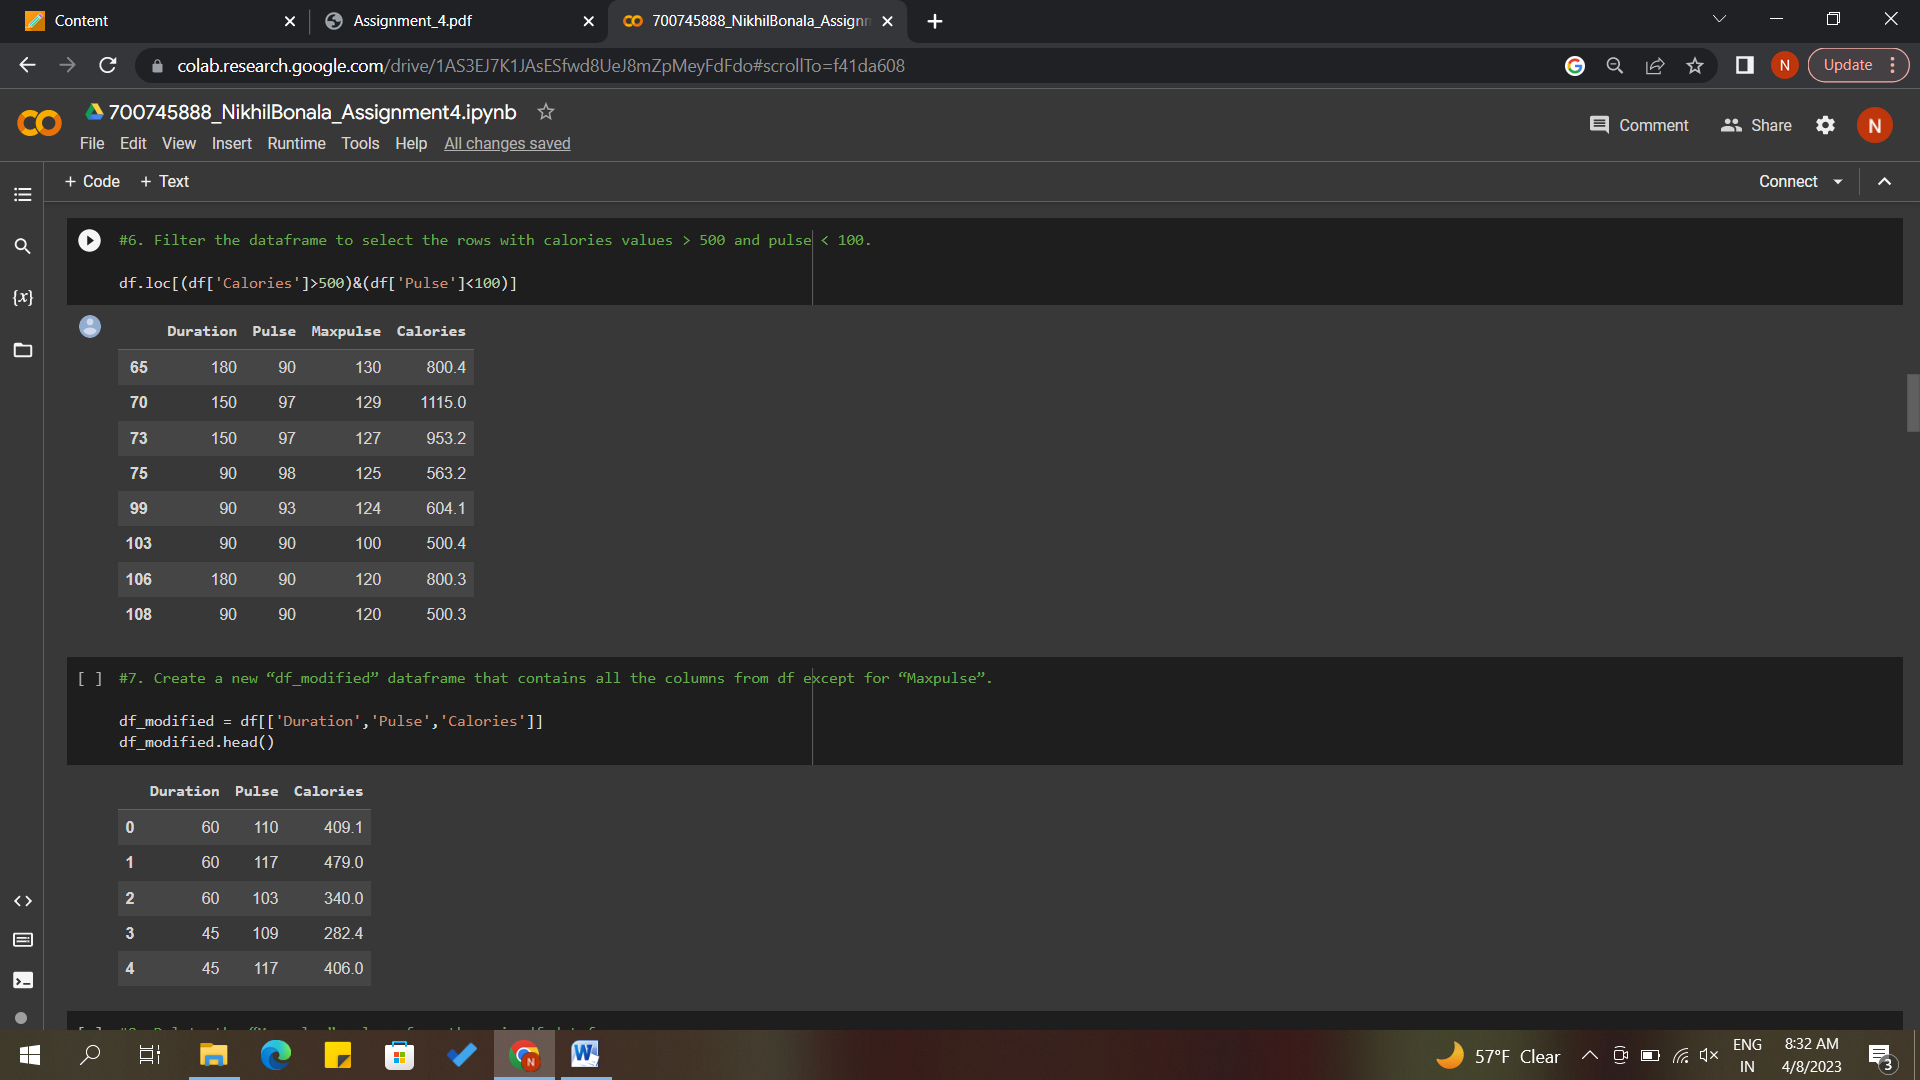 Content
Assignment_4.pdf
700745888_NikhilBonala_Assignm
colab.research.google.com/drive/1AS3EJ7K1JAsESfwd8UeJ8mZpMeyFdFdo#scrollTo=f41da608
N
Update
700745888_NikhilBonala_Assignment4.ipynb
File Edit View Insert Runtime Tools Help All changes saved
Comment
Share
N
+ Code + Text
Connect
{x}
#6. Filter the dataframe to select the rows with calories values > 500 and pulse < 100.
df.loc[(df['Calories']>500)&(df['Pulse']<100)]
Duration Pulse Maxpulse Calories
65 180 90 130 800.4
70 150 97 129 1115.0
73 150 97 127 953.2
75 90 98 125 563.2
99 90 93 124 604.1
103 90 90 100 500.4
106 180 90 120 800.3
108 90 90 120 500.3
[ ] #7. Create a new “df_modified” dataframe that contains all the columns from df except for “Maxpulse”.
df_modified = df[['Duration','Pulse','Calories']]
df_modified.head()
Duration Pulse Calories
0 60 110 409.1
1 60 117 479.0
2 60 103 340.0
3 45 109 282.4
4 45 117 406.0
57°F Clear
ENG
IN
8:32 AM
4/8/2023
3